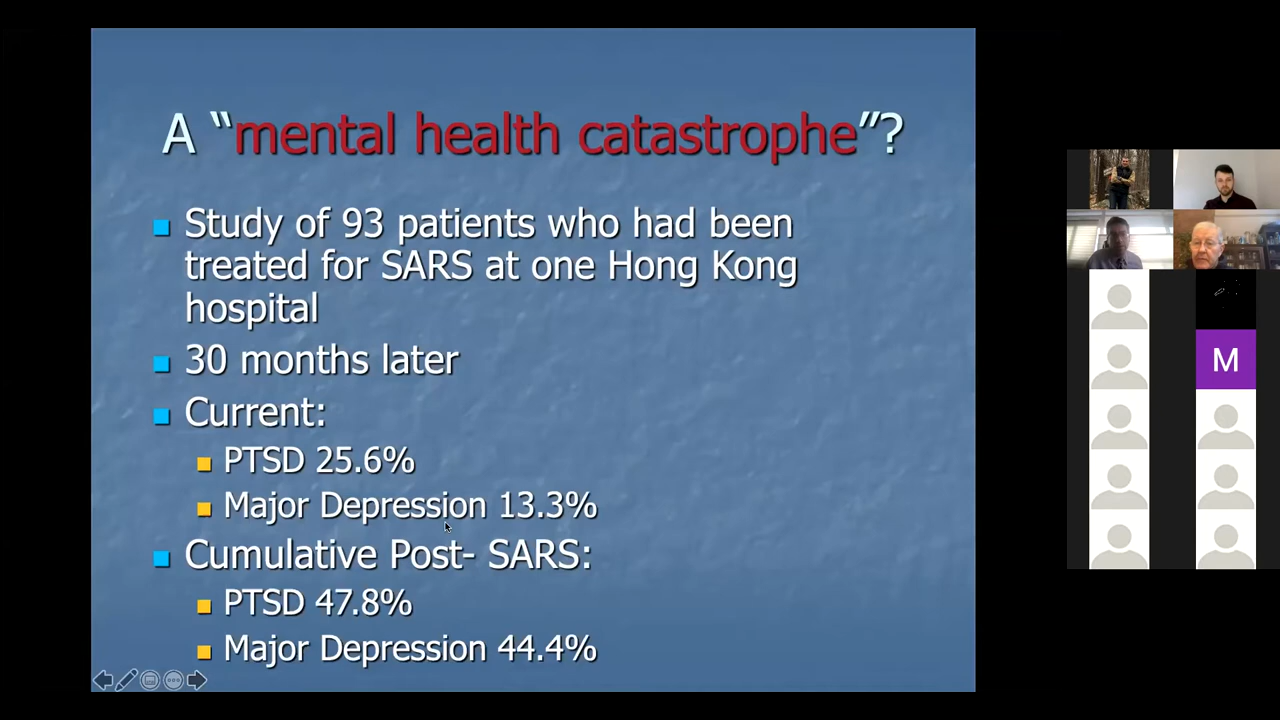 A “mental health catastrophe”?
Study of 93 patients who had been
treated for SARS at one Hong Kong
hospital
30 months later
Current:
PTSD 25.6%
Major Depression 13.3%
Cumulative Post- SARS:
PTSD 47.8%
Major Depression 44.4%
M